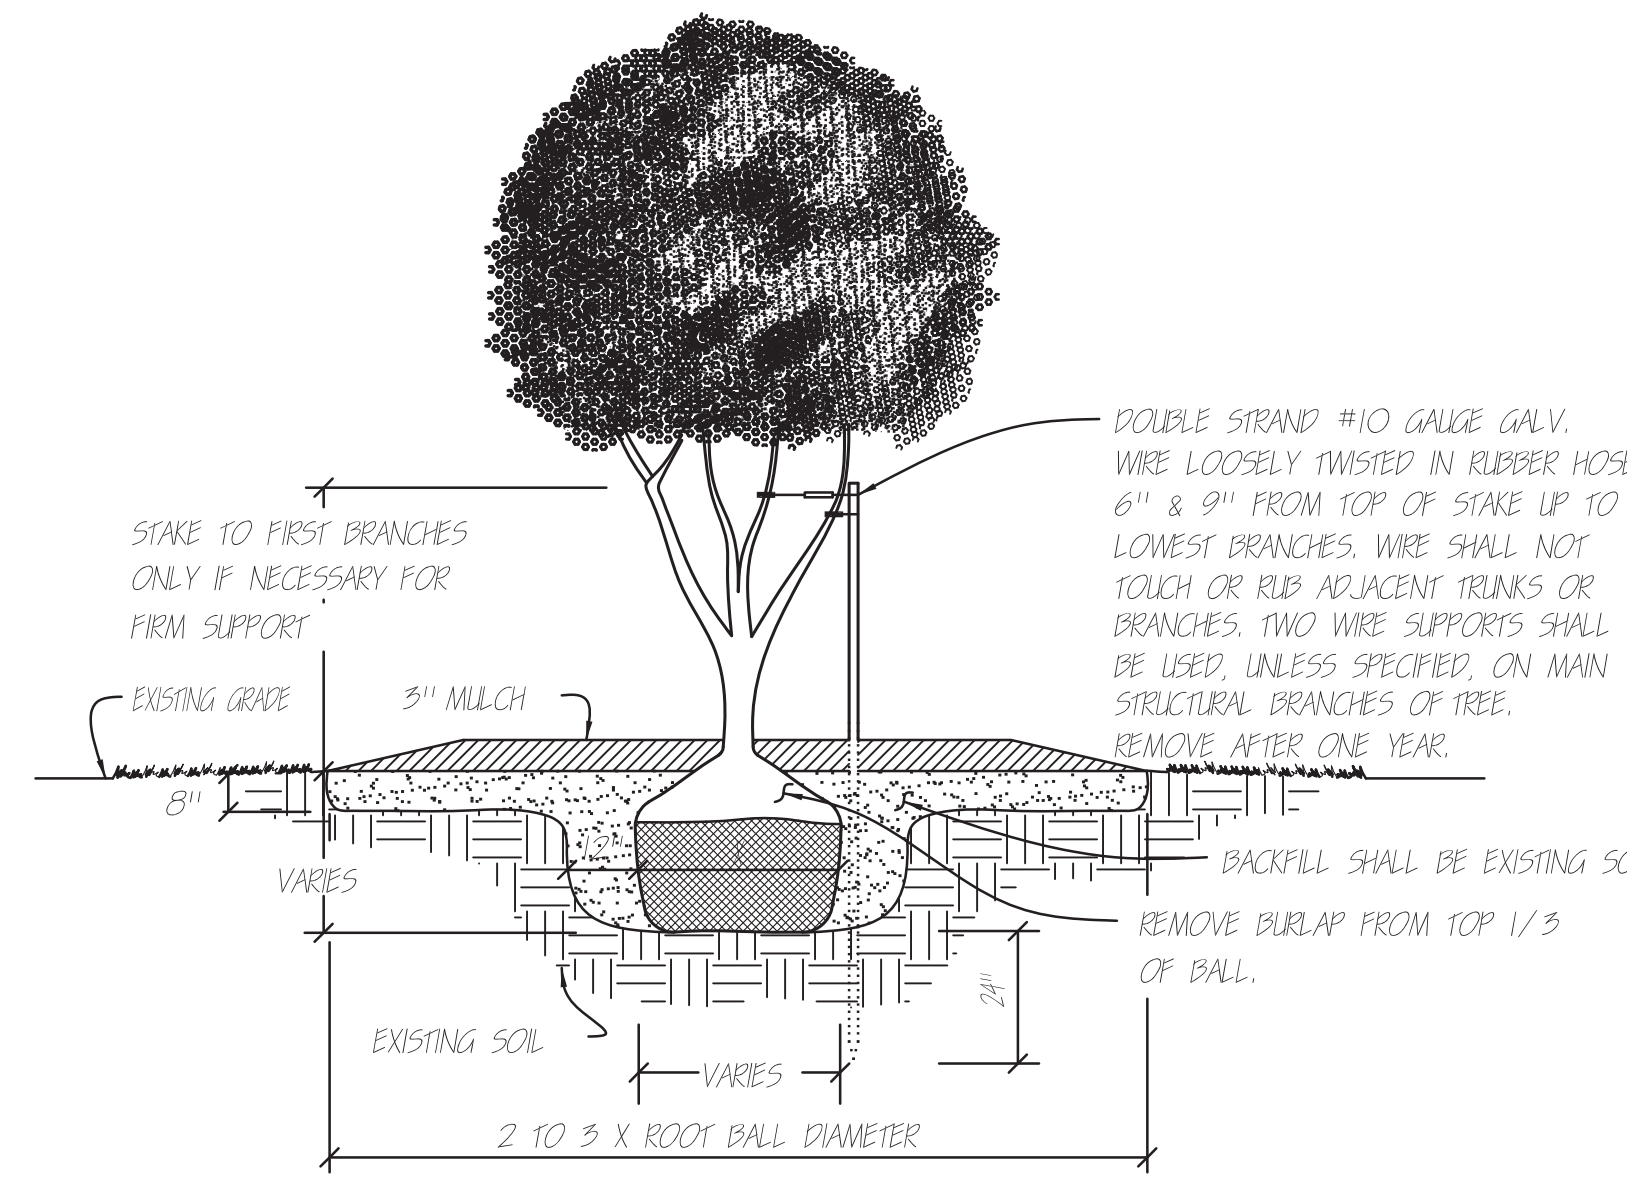 DOUBLE STRAND #10 GAUGE GALV.
WIRE LOOSELY TWISTED IN RUBBER HOSE
6" & 9" FROM TOP OF STAKE UP TO
LOWEST BRANCHES. WIRE SHALL NOT
TOUCH OR RUB ADJACENT TRUNKS OR
BRANCHES. TWO WIRE SUPPORTS SHALL
BE USED, UNLESS SPECIFIED, ON MAIN
STRUCTURAL BRANCHES OF TREE.
REMOVE AFTER ONE YEAR.
STAKE TO FIRST BRANCHES
ONLY IF NECESSARY FOR
FIRM SUPPORT
EXISTING GRADE
3" MULCH
8"
12"
VARIES
BACKFILL SHALL BE EXISTING SO
REMOVE BURLAP FROM TOP 1/3
OF BALL.
24"
EXISTING SOIL
VARIES
2 TO 3 X ROOT BALL DIAMETER